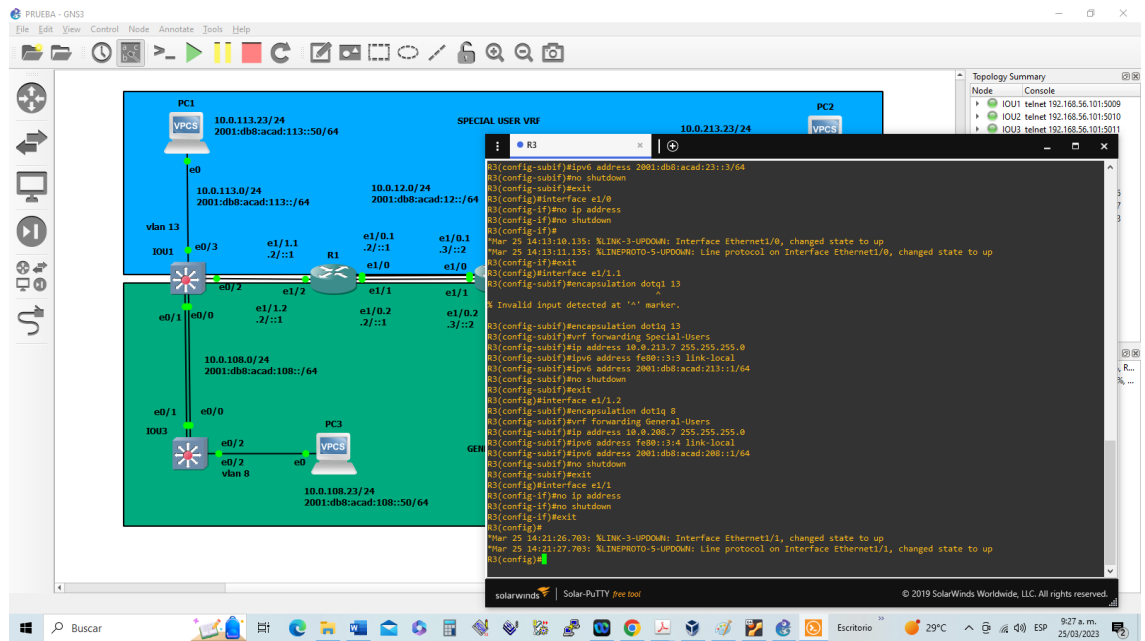 PRUEBA - GNS3
File Edit View Control Node Annotate Tools Help
Topology Summary
Node Console
IOU1 telnet 192.168.56.101:5009
IOU2 telnet 192.168.56.101:5010
IOU3 telnet 192.168.56.101:5011
PC1
VPCS
10.0.113.23/24
2001:db8:acad:113::50/64
SPECIAL USER VRF
PC2
10.0.213.23/24
VPCS
e0
10.0.113.0/24
2001:db8:acad:113::/64
10.0.12.0/24
2001:db8:acad:12::/64
vlan 13
IOU1
e0/3
e1/1.1
.2/::1
R1
e1/0.1
.2/::1
e1/0.1
.3/::2
e1/0
e1/0
e0/2
e1/2
e1/1
e1/1
e0/1
e0/0
e1/1.2
.2/::1
e1/0.2
.2/::1
e1/0.2
.3/::2
10.0.108.0/24
2001:db8:acad:108::/64
e0/1
e0/0
IOU3
PC3
VPCS
e0/2
e0/2
e0
vlan 8
GEN
10.0.108.23/24
2001:db8:acad:108::50/64
R3
R3(config-subif)#ipv6 address 2001:db8:acad:23::3/64
R3(config-subif)#no shutdown
R3(config-subif)#exit
R3(config)#interface e1/0
R3(config-if)#no ip address
R3(config-if)#no shutdown
R3(config-if)#
*Mar 25 14:13:10.135: %LINK-3-UPDOWN: Interface Ethernet1/0, changed state to up
*Mar 25 14:13:11.135: %LINEPROTO-5-UPDOWN: Line protocol on Interface Ethernet1/0, changed state to up
R3(config-if)#exit
R3(config)#interface e1/1.1
R3(config-subif)#encapsulation dotql 13
^
% Invalid input detected at '^' marker.
R3(config-subif)#encapsulation dot1q 13
R3(config-subif)#vrf forwarding Special-Users
R3(config-subif)#ip address 10.0.213.7 255.255.255.0
R3(config-subif)#ipv6 address fe80::3:3 link-local
R3(config-subif)#ipv6 address 2001:db8:acad:213::1/64
R3(config-subif)#no shutdown
R3(config-subif)#exit
R3(config)#interface e1/1.2
R3(config-subif)#encapsulation dot1q 8
R3(config-subif)#vrf forwarding General-Users
R3(config-subif)#ip address 10.0.208.7 255.255.255.0
R3(config-subif)#ipv6 address fe80::3:4 link-local
R3(config-subif)#ipv6 address 2001:db8:acad:208::1/64
R3(config-subif)#no shutdown
R3(config-subif)#exit
R3(config)#interface e1/1
R3(config-if)#no ip address
R3(config-if)#no shutdown
R3(config-if)#exit
R3(config)#
*Mar 25 14:21:26.703: %LINK-3-UPDOWN: Interface Ethernet1/1, changed state to up
*Mar 25 14:21:27.703: %LINEPROTO-5-UPDOWN: Line protocol on Interface Ethernet1/1, changed state to up
R3(config)#
solarwinds Solar-PuTTY free tool
© 2019 SolarWinds Worldwide, LLC. All rights reserved.
Buscar
Escritorio
29°C
ESP
9:27 a. m.
25/03/2023